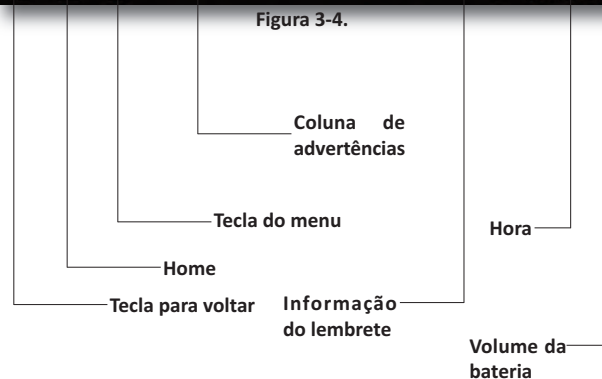 Figura 3-4.
Coluna de
advertências
Tecla do menu
Hora
Home
Tecla para voltar
Informação
do lembrete
Volume da
bateria